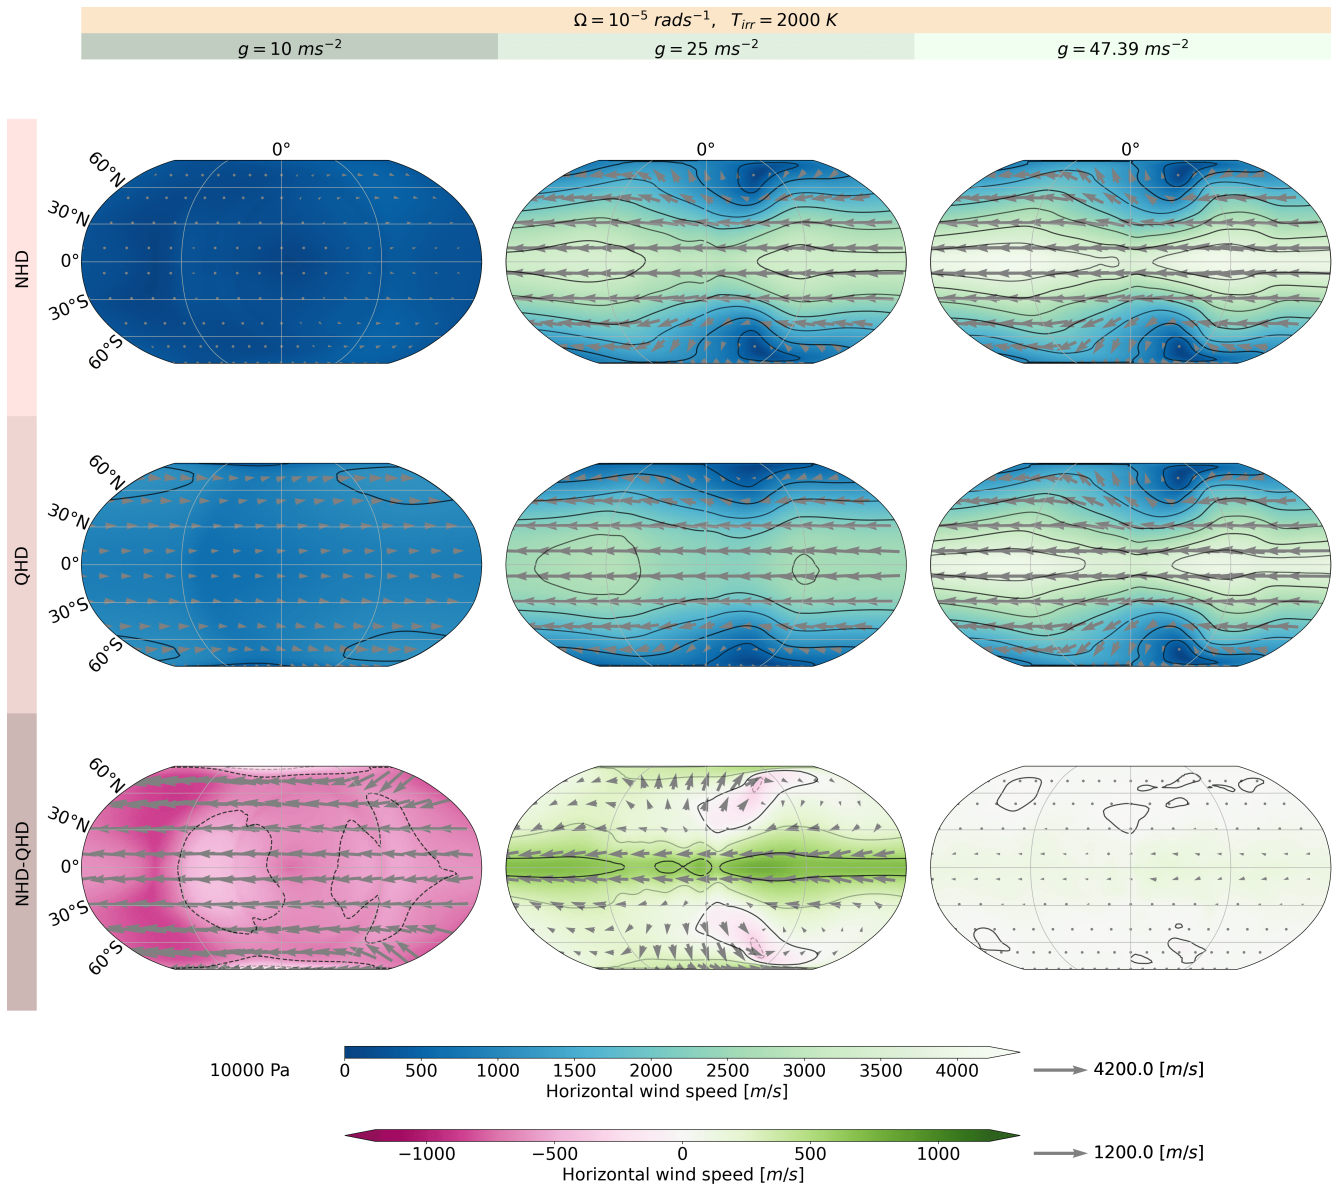 Ω = 10⁻⁵ rads⁻¹, T_irr = 2000 K
g = 10 ms⁻² g = 25 ms⁻² g = 47.39 ms⁻²
NHD
0° 0° 0°
60°N
30°N
0°
30°S
60°S
QHD
60°N
30°N
0°
30°S
60°S
NHD-QHD
60°N
30°N
0°
30°S
60°S
10000 Pa
0 500 1000 1500 2000 2500 3000 3500 4000
Horizontal wind speed [m/s]
4200.0 [m/s]
−1000 −500 0 500 1000
Horizontal wind speed [m/s]
1200.0 [m/s]